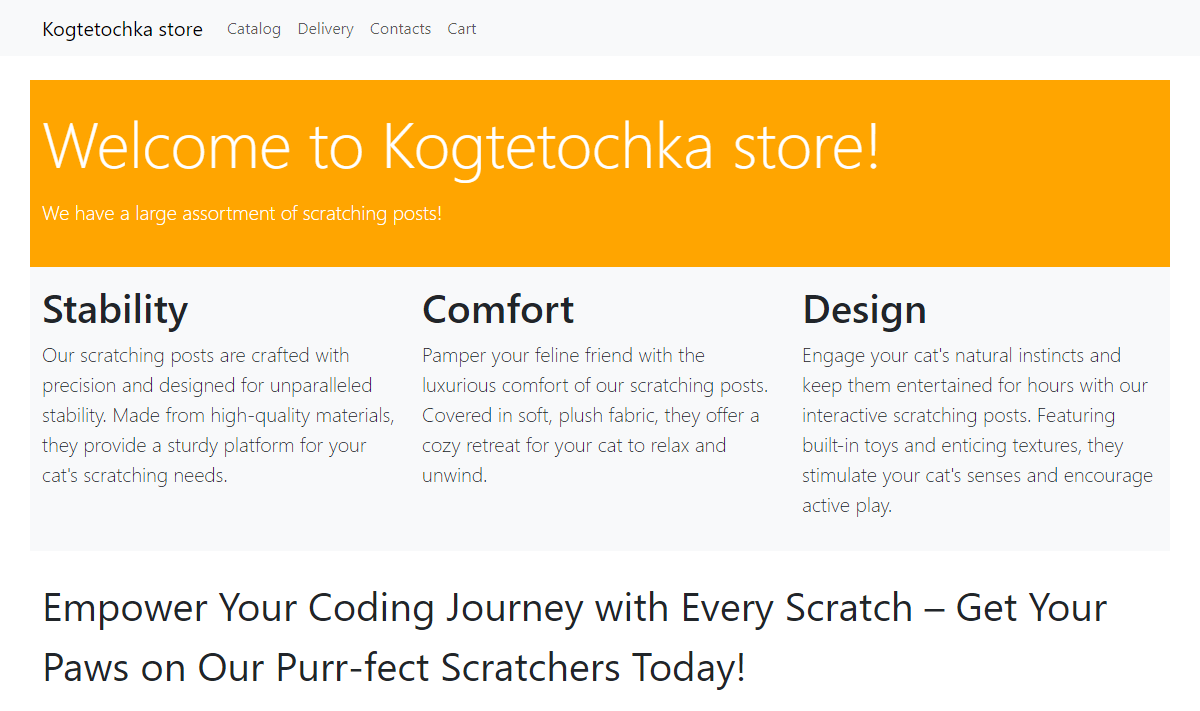 Kogtetochka store Catalog Delivery Contacts Cart
Welcome to Kogtetochka store!
We have a large assortment of scratching posts!
Stability
Our scratching posts are crafted with
precision and designed for unparalleled
stability. Made from high-quality materials,
they provide a sturdy platform for your
cat's scratching needs.
Comfort
Pamper your feline friend with the
luxurious comfort of our scratching posts.
Covered in soft, plush fabric, they offer a
cozy retreat for your cat to relax and
unwind.
Design
Engage your cat's natural instincts and
keep them entertained for hours with our
interactive scratching posts. Featuring
built-in toys and enticing textures, they
stimulate your cat's senses and encourage
active play.
Empower Your Coding Journey with Every Scratch – Get Your
Paws on Our Purr-fect Scratchers Today!